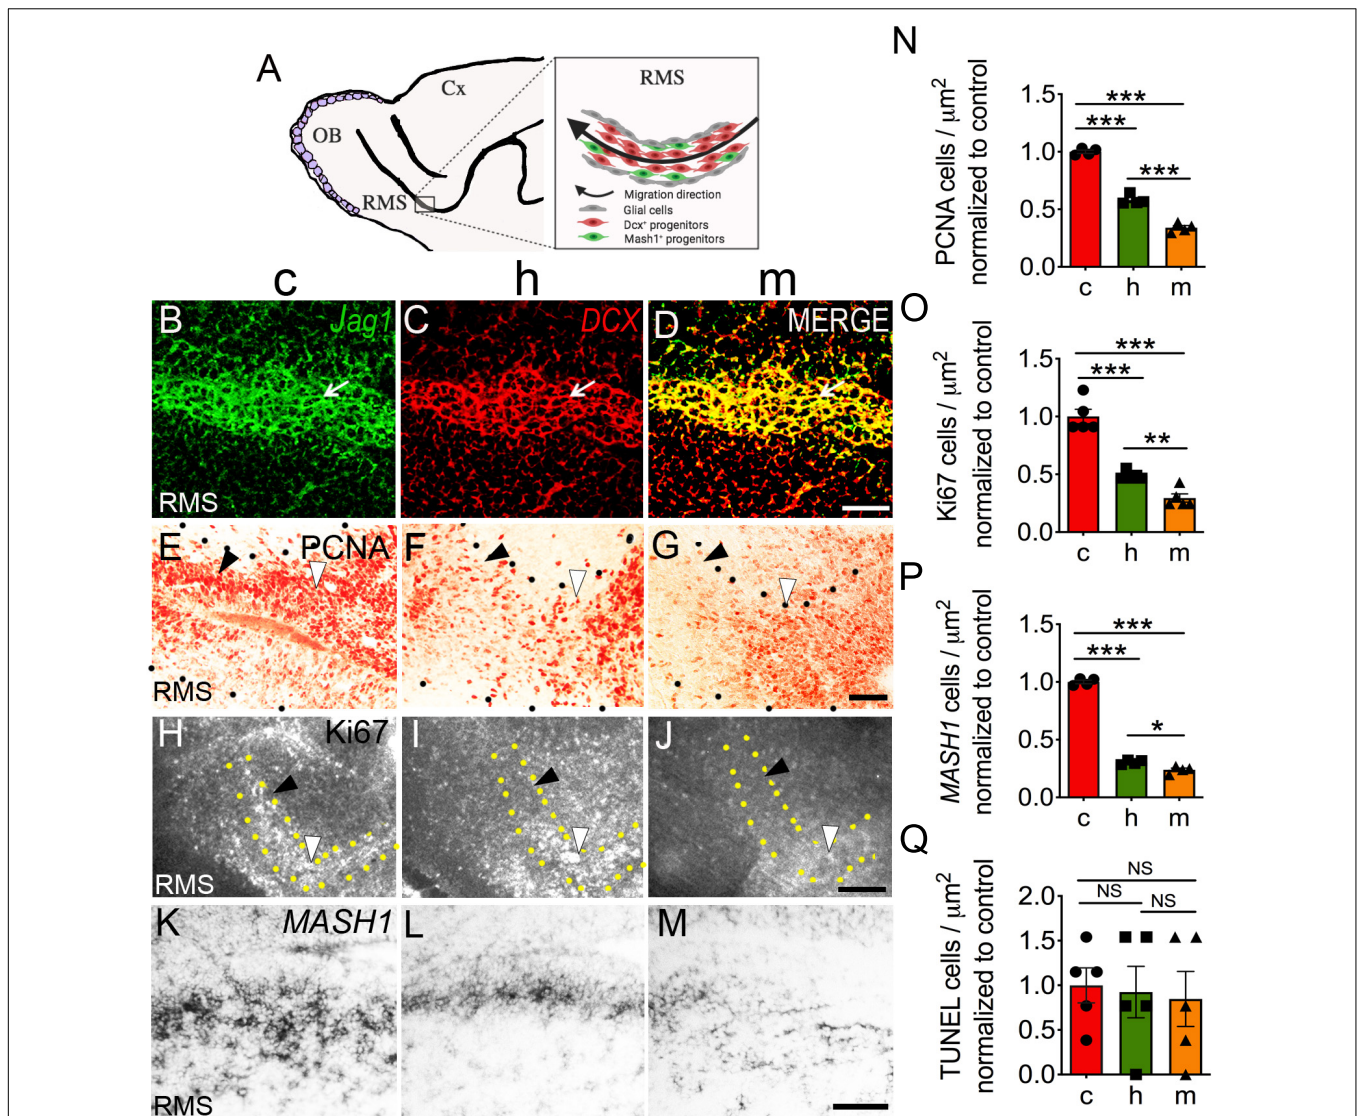 A
Cx
OB
RMS
RMS
Migration direction
Glial cells
Dcx⁺ progenitors
Mash1⁺ progenitors
c h m
B Jag1
RMS
C DCX
D MERGE
E PCNA
RMS
F
G
H Ki67
RMS
I
J
K MASH1
RMS
L
M
N
PCNA cells / μm²
normalized to control
1.5
1.0
0.5
0.0
***
***
***
c h m
O
Ki67 cells / μm²
normalized to control
1.5
1.0
0.5
0.0
***
***
**
c h m
P
MASH1 cells / μm²
normalized to control
1.5
1.0
0.5
0.0
***
***
*
c h m
Q
TUNEL cells / μm²
normalized to control
2.0
1.5
1.0
0.5
0.0
NS
NS
NS
c h m